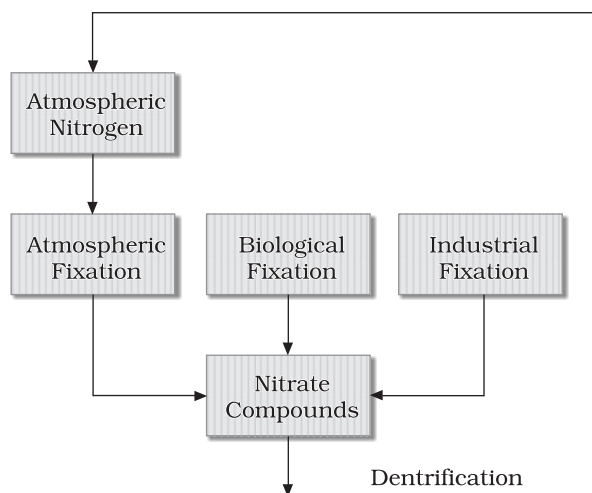 Atmospheric
Nitrogen
Atmospheric
Fixation
Biological
Fixation
Industrial
Fixation
Nitrate
Compounds
Dentrification